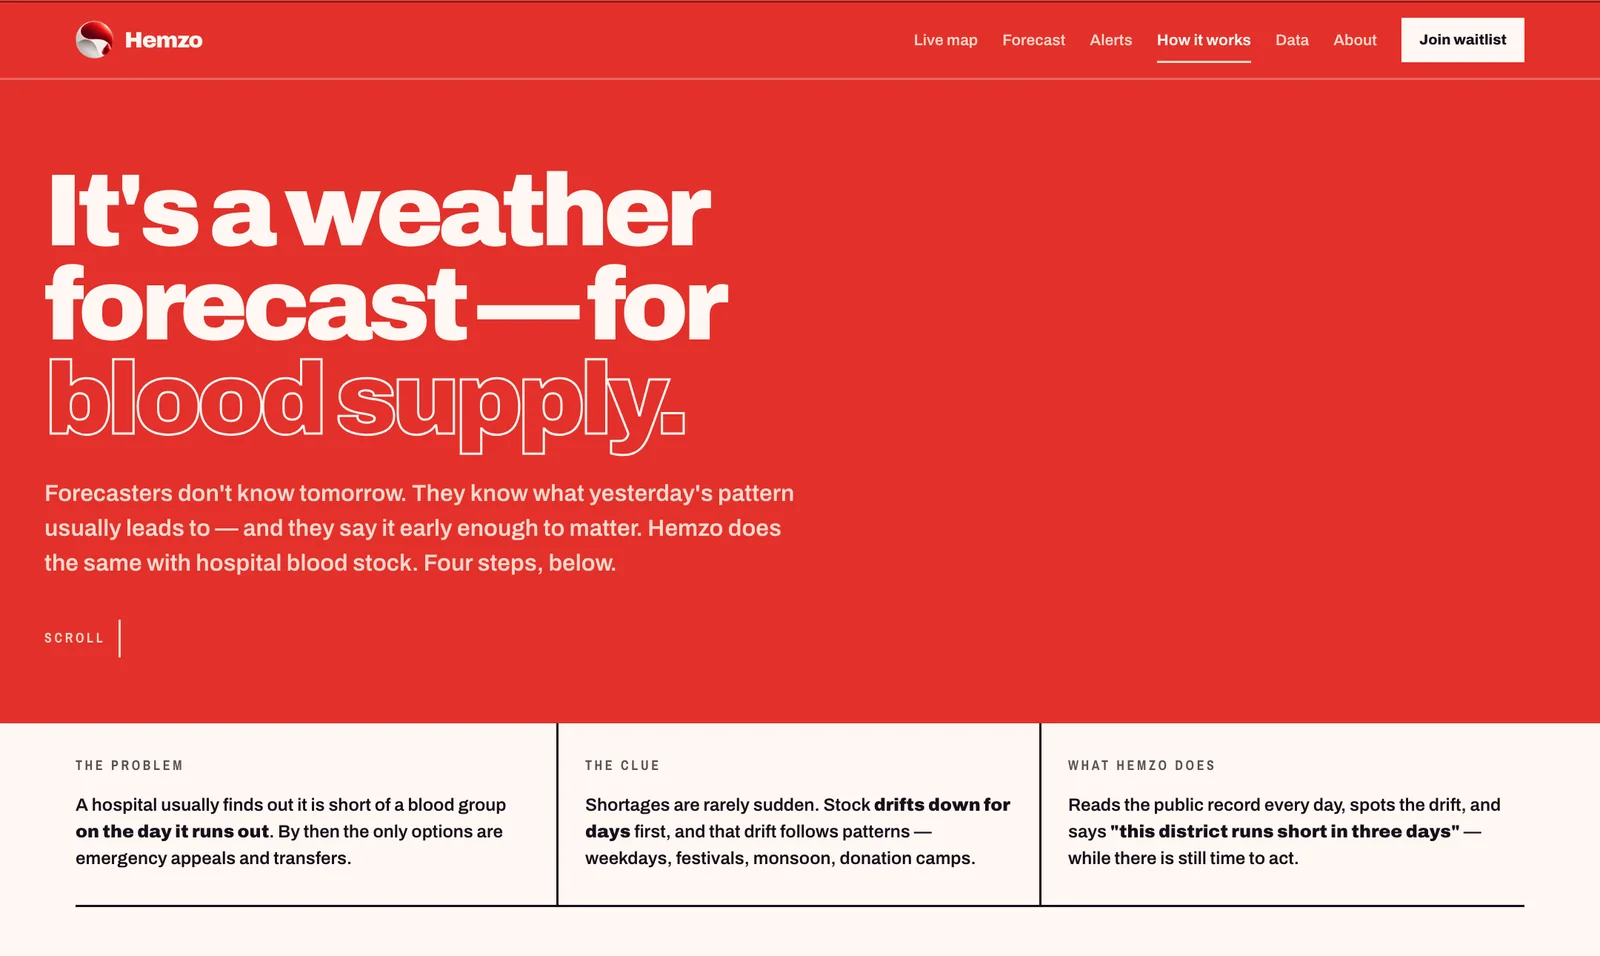 Hemzo
Live map
Forecast
Alerts
How it works
Data
About
Join waitlist
It's a weather
forecast — for
blood supply.
Forecasters don't know tomorrow. They know what yesterday's pattern
usually leads to — and they say it early enough to matter. Hemzo does
the same with hospital blood stock. Four steps, below.
SCROLL
THE PROBLEM
A hospital usually finds out it is short of a blood group
on the day it runs out. By then the only options are
emergency appeals and transfers.
THE CLUE
Shortages are rarely sudden. Stock drifts down for
days first, and that drift follows patterns —
weekdays, festivals, monsoon, donation camps.
WHAT HEMZO DOES
Reads the public record every day, spots the drift, and
says "this district runs short in three days" —
while there is still time to act.